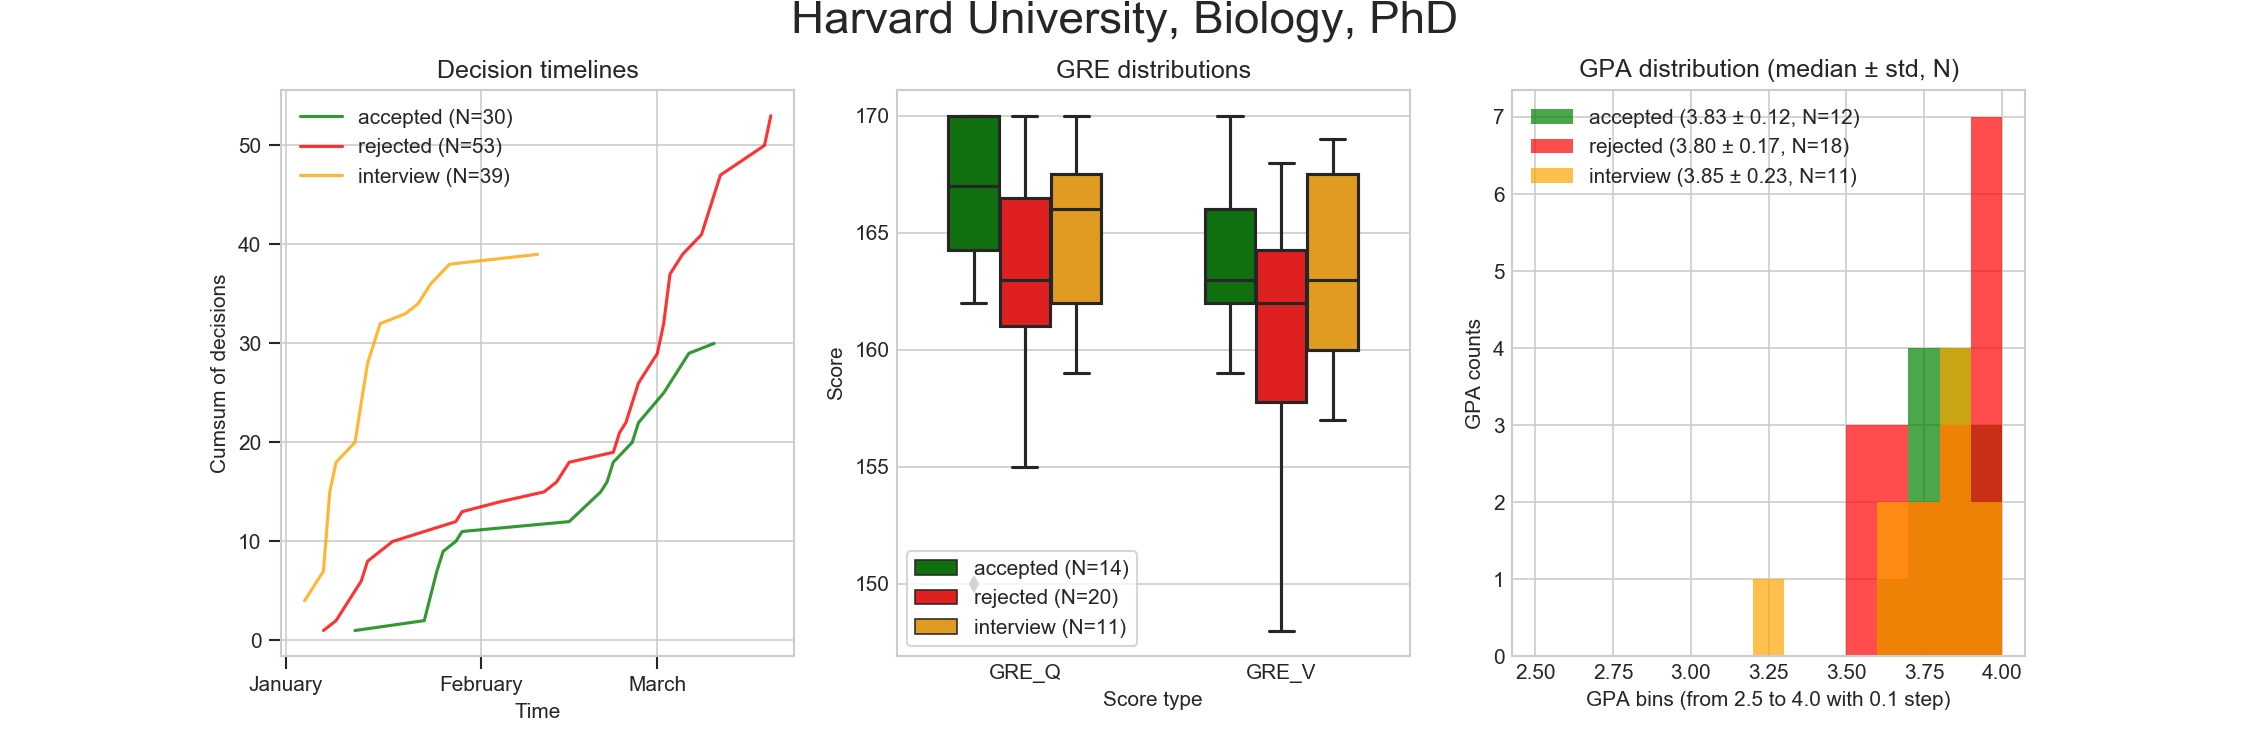 Harvard University, Biology, PhD
Decision timelines
accepted (N=30)
rejected (N=53)
interview (N=39)
Cumsum of decisions
50
40
30
20
10
0
January February March
Time
GRE distributions
Score
170
165
160
155
150
accepted (N=14)
rejected (N=20)
interview (N=11)
GRE_Q GRE_V
Score type
GPA distribution (median ± std, N)
accepted (3.83 ± 0.12, N=12)
rejected (3.80 ± 0.17, N=18)
interview (3.85 ± 0.23, N=11)
GPA counts
7
6
5
4
3
2
1
0
2.50 2.75 3.00 3.25 3.50 3.75 4.00
GPA bins (from 2.5 to 4.0 with 0.1 step)